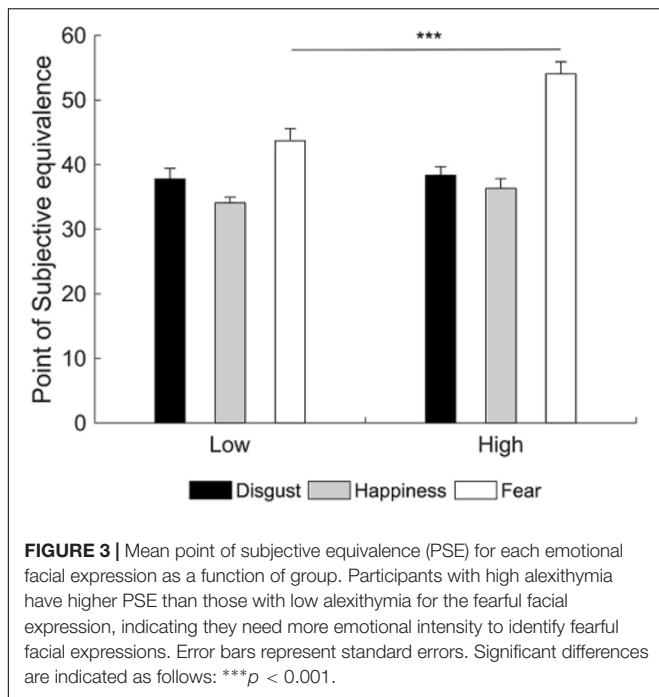 60
***
50
40
30
20
10
0
Point of Subjective equivalence
Low High
Disgust Happiness Fear
FIGURE 3 | Mean point of subjective equivalence (PSE) for each emotional
facial expression as a function of group. Participants with high alexithymia
have higher PSE than those with low alexithymia for the fearful facial
expression, indicating they need more emotional intensity to identify fearful
facial expressions. Error bars represent standard errors. Significant differences
are indicated as follows: ***p < 0.001.